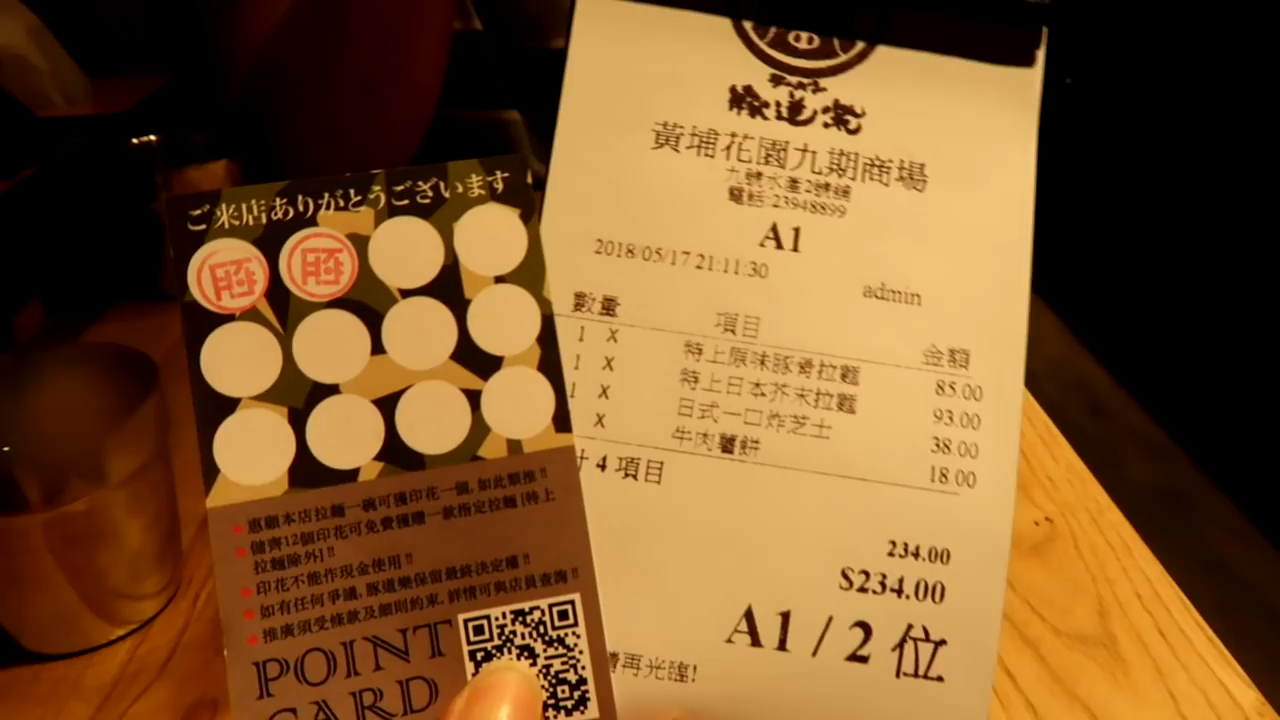 ご来店ありがとうございます
惠顧本店拉麵一碗可獲印花一個, 如此類推!!
儲齊12個印花可免費獲贈一款指定拉麵 [特上
拉麵除外]!!
印花不能作現金使用!!
如有任何爭議, 豚道樂保留最終決定權!!
推廣須受條款及細則約束, 詳情可與店員查詢!!
POINT
CARD
ラーメン
豚道楽
黃埔花園九期商場
九號水產2號舖
電話:23948899
A1
2018/05/17 21:11:30
admin
數量 項目 金額
1 X 特上原味豚骨拉麵 85.00
1 X 特上日本芥末拉麵 93.00
1 X 日式一口炸芝士 38.00
X 牛肉薯餅 18.00
計 4 項目
234.00
$234.00
A1 / 2 位
請再光臨!